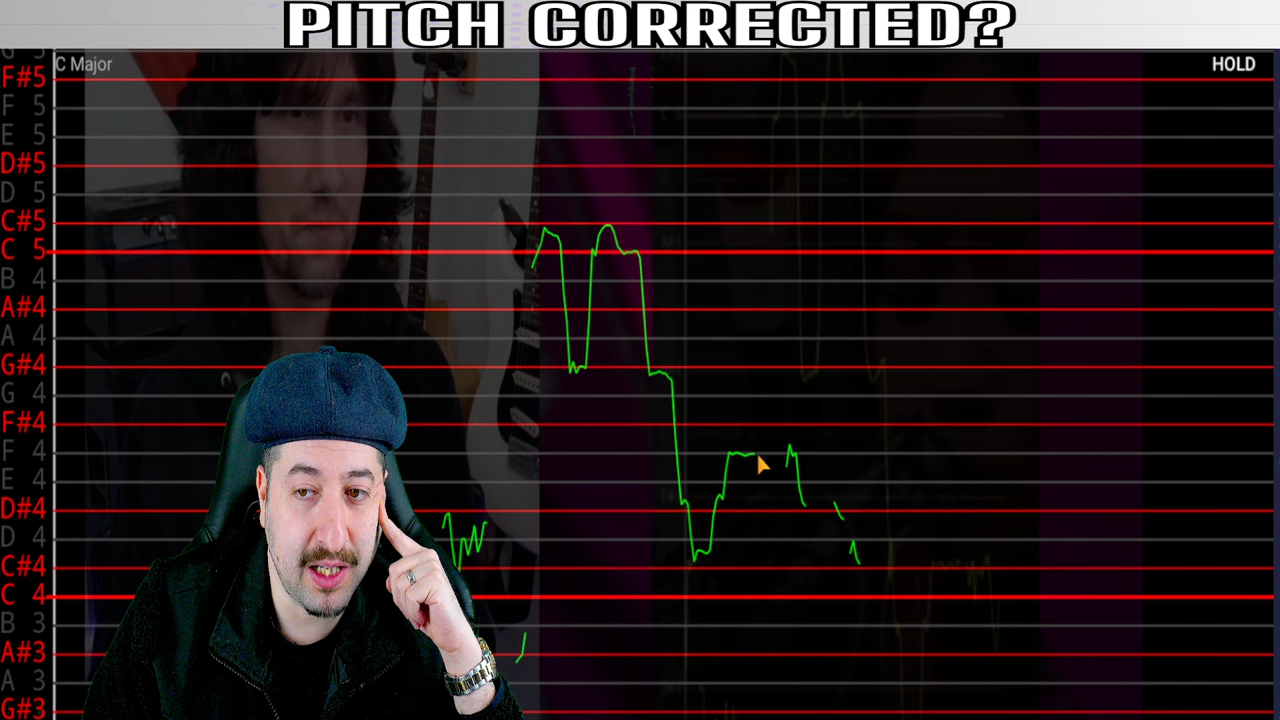 PITCH CORRECTED?
G 5
C Major HOLD
F#5
F 5
E 5
D#5
D 5
C#5
C 5
B 4
A#4
A 4
G#4
G 4
F#4
F 4
E 4
D#4
D 4
C#4
C 4
B 3
A#3
A 3
G#3